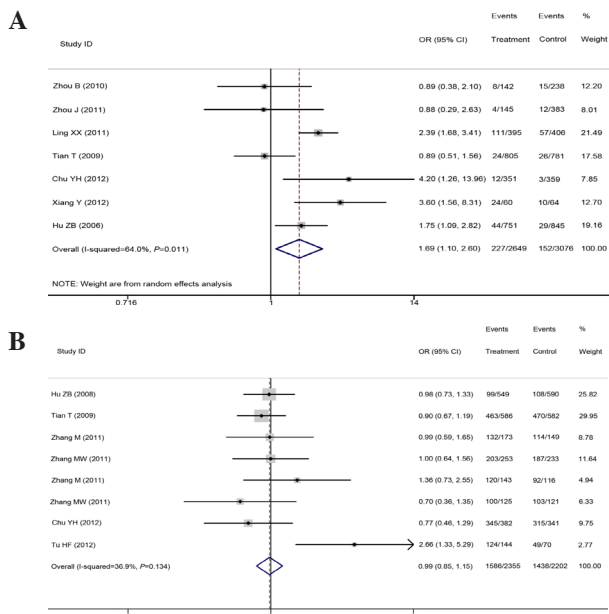 A
Events Events %
Study ID OR (95% CI) Treatment Control Weight
Zhou B (2010) 0.89 (0.38, 2.10) 8/142 15/238 12.20
Zhou J (2011) 0.88 (0.29, 2.63) 4/145 12/383 8.01
Ling XX (2011) 2.39 (1.68, 3.41) 111/395 57/406 21.49
Tian T (2009) 0.89 (0.51, 1.56) 24/805 26/781 17.58
Chu YH (2012) 4.20 (1.26, 13.96) 12/351 3/359 7.85
Xiang Y (2012) 3.60 (1.56, 8.31) 24/60 10/64 12.70
Hu ZB (2006) 1.75 (1.09, 2.82) 44/751 29/845 19.16
Overall (I-squared=64.0%, P=0.011) 1.69 (1.10, 2.60) 227/2649 152/3076 100.00
NOTE: Weight are from random effects analysis
0.716 1 14
B
Events Events %
Study ID OR (95% CI) Treatment Control Weight
Hu ZB (2008) 0.98 (0.73, 1.33) 99/549 108/590 25.82
Tian T (2009) 0.90 (0.67, 1.19) 463/586 470/582 29.95
Zhang M (2011) 0.99 (0.59, 1.65) 132/173 114/149 8.78
Zhang MW (2011) 1.00 (0.64, 1.56) 203/253 187/233 11.64
Zhang M (2011) 1.36 (0.73, 2.55) 120/143 92/116 4.94
Zhang MW (2011) 0.70 (0.36, 1.35) 100/125 103/121 6.33
Chu YH (2012) 0.77 (0.46, 1.29) 345/382 315/341 9.75
Tu HF (2012) 2.66 (1.33, 5.29) 124/144 49/70 2.77
Overall (I-squared=36.9%, P=0.134) 0.99 (0.85, 1.15) 1586/2355 1438/2202 100.00